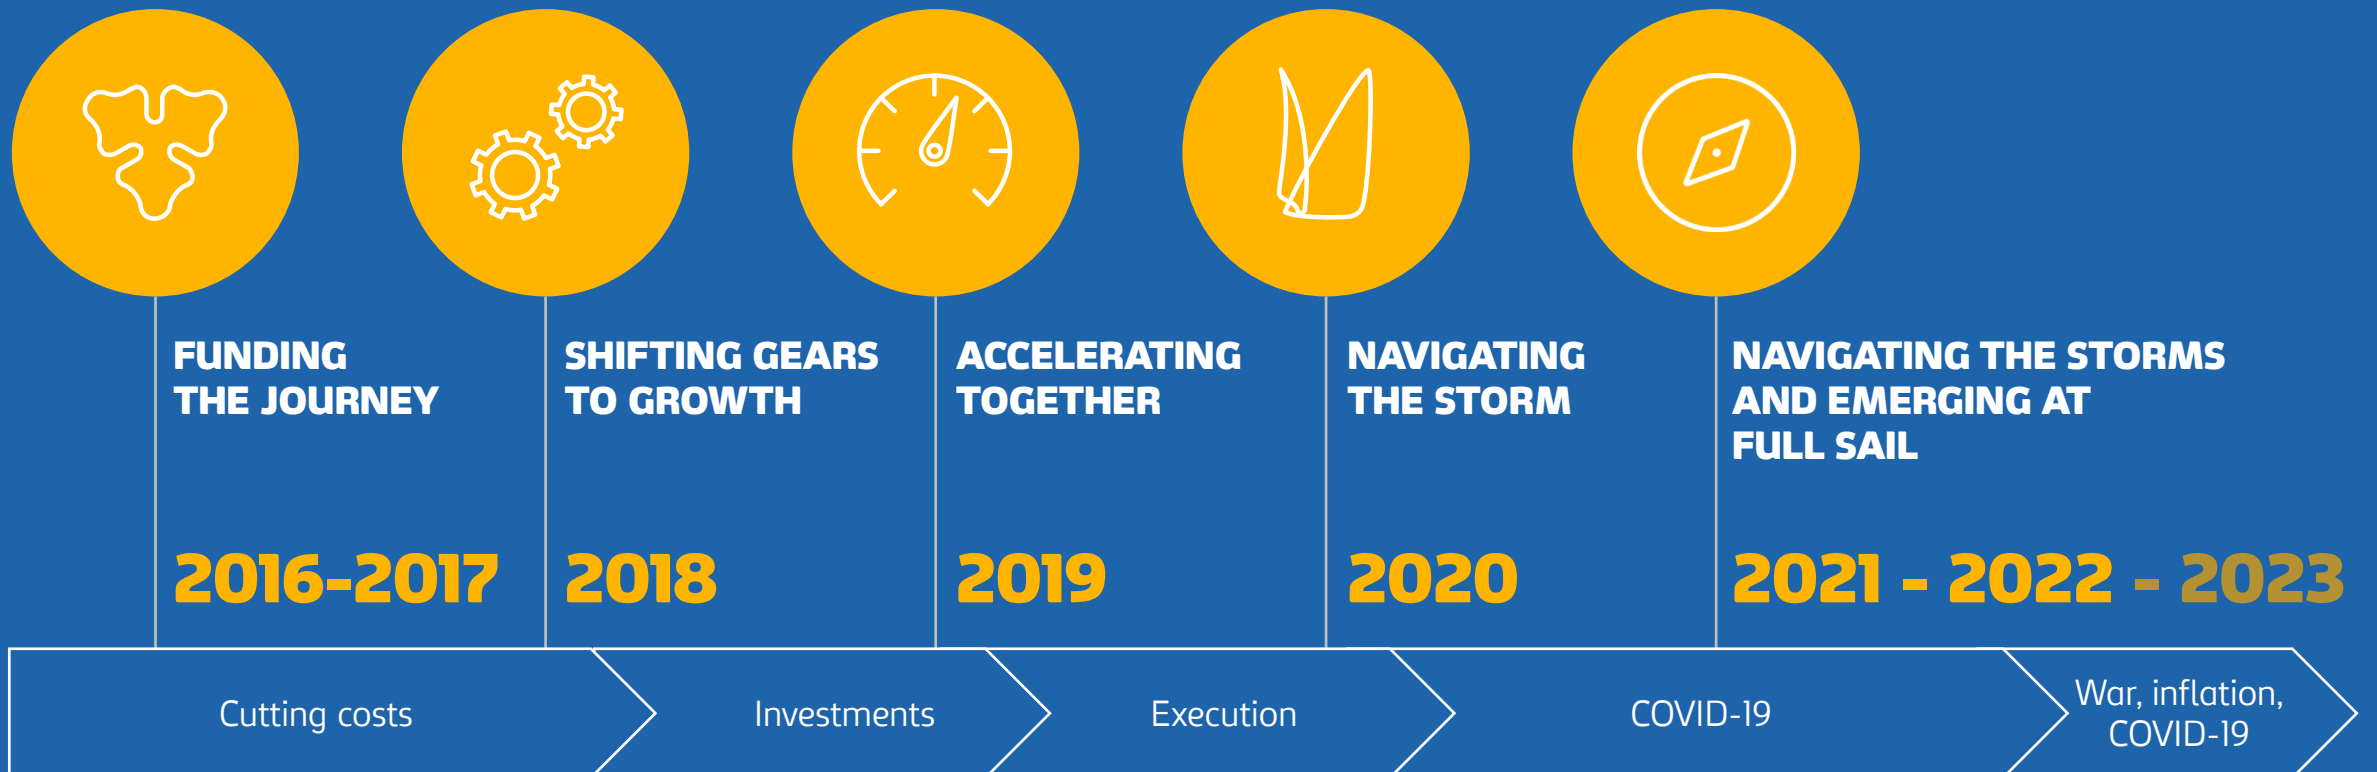 FUNDING
THE JOURNEY
2016-2017
SHIFTING GEARS
TO GROWTH
2018
ACCELERATING
TOGETHER
2019
NAVIGATING
THE STORM
2020
NAVIGATING THE STORMS
AND EMERGING AT
FULL SAIL
2021 - 2022 - 2023
Cutting costs
Investments
Execution
COVID-19
War, inflation,
COVID-19